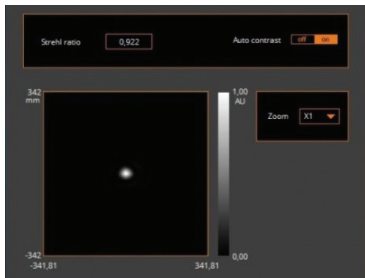 Strehl ratio 0,922 Auto contrast off on
342 1,00
mm AU
Zoom X1
-342 0,00
-341,81 341,81